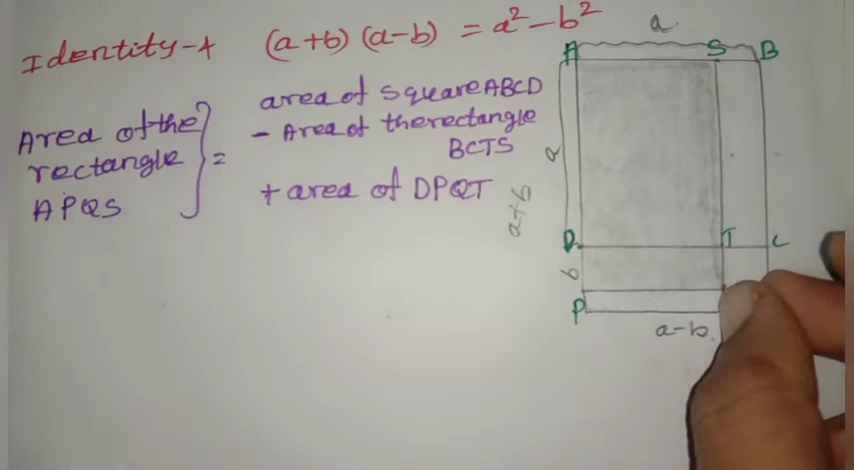 Identity-4 (a+b) (a-b) = a² - b²
Area of the rectangle APQS } =
area of square ABCD
- Area of the rectangle
BCTS
+ area of DPQT
a
A S B
a
a+b
D T C
b
P
a-b